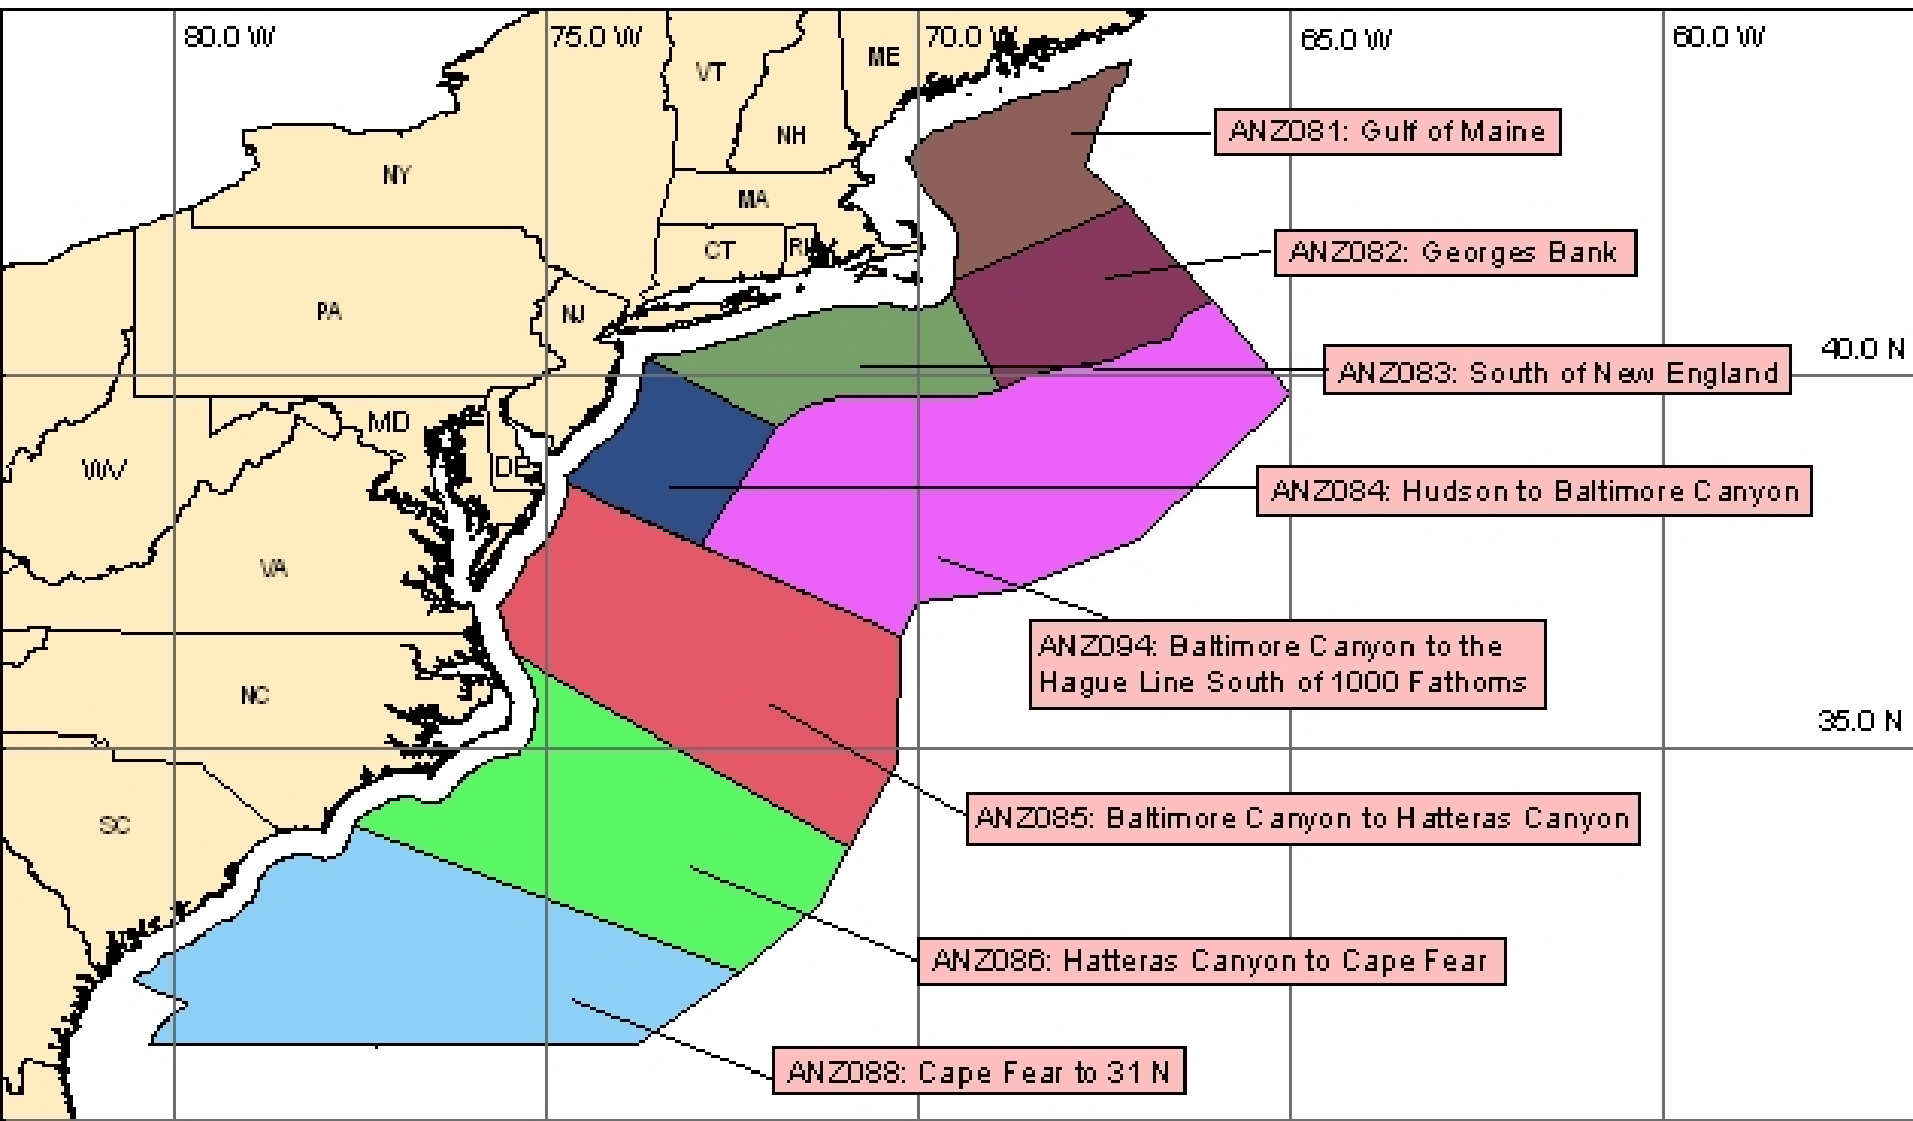 80.0 W
75.0 W
70.0 W
65.0 W
60.0 W
VT
ME
NH
ANZ081: Gulf of Maine
NY
MA
CT
RI
ANZ082: Georges Bank
PA
NJ
40.0 N
ANZ083: South of New England
MD
WV
DE
ANZ084: Hudson to Baltimore Canyon
VA
ANZ094: Baltimore Canyon to the
Hague Line South of 1000 Fathoms
NC
35.0 N
SC
ANZ085: Baltimore Canyon to Hatteras Canyon
ANZ086: Hatteras Canyon to Cape Fear
ANZ088: Cape Fear to 31 N